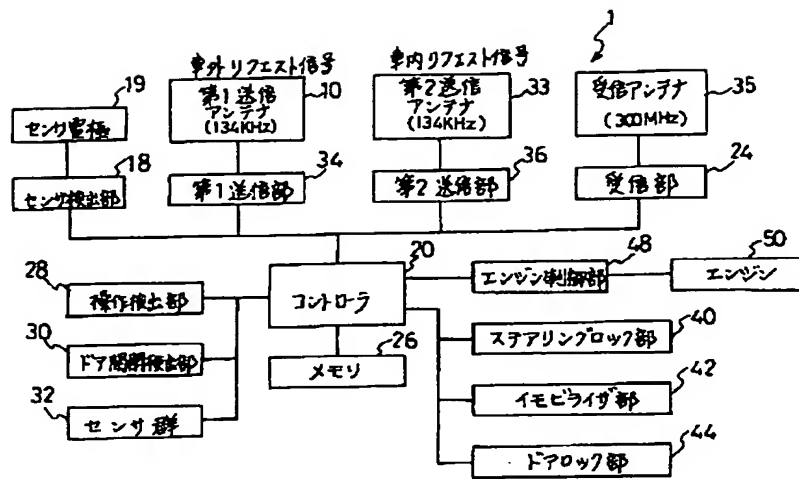 1
車外リクエスト信号
車内リクエスト信号
19
センサ電極
第1送信
アンテナ
(134KHz)
10
第2送信
アンテナ
(134KHz)
33
受信アンテナ
(300MHz)
35
18
センサ検出部
第1送信部
34
第2送信部
36
受信部
24
20
コントローラ
48
エンジン制御部
50
エンジン
28
操作検出部
30
ドア開閉検出部
26
メモリ
32
センサ群
ステアリングロック部
40
イモビライザ部
42
ドアロック部
44